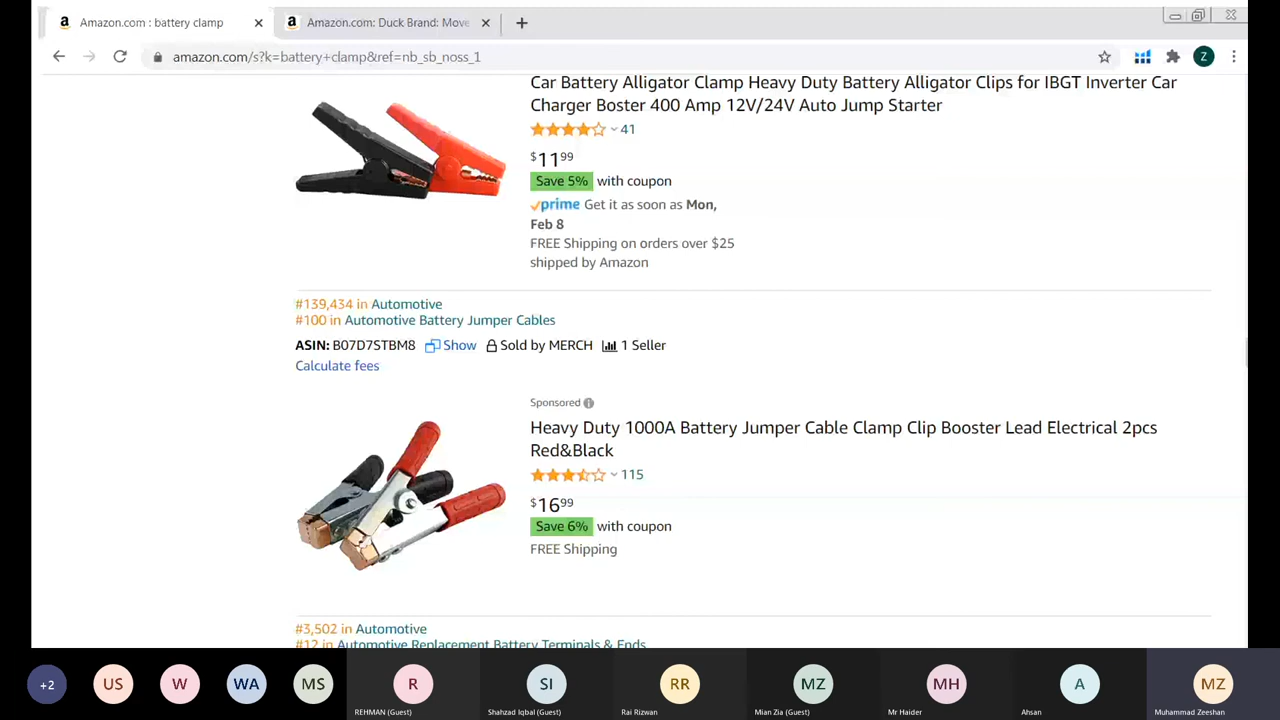 Amazon.com : battery clamp
Amazon.com: Duck Brand: Move
amazon.com/s?k=battery+clamp&ref=nb_sb_noss_1
Z
Car Battery Alligator Clamp Heavy Duty Battery Alligator Clips for IBGT Inverter Car
Charger Boster 400 Amp 12V/24V Auto Jump Starter
41
$11 99
Save 5% with coupon
prime Get it as soon as Mon,
Feb 8
FREE Shipping on orders over $25
shipped by Amazon
#139,434 in Automotive
#100 in Automotive Battery Jumper Cables
ASIN: B07D7STBM8 Show Sold by MERCH 1 Seller
Calculate fees
Sponsored
Heavy Duty 1000A Battery Jumper Cable Clamp Clip Booster Lead Electrical 2pcs
Red&Black
115
$16 99
Save 6% with coupon
FREE Shipping
#3,502 in Automotive
#12 in Automotive Replacement Battery Terminals & Ends
+2 US W WA MS R SI RR MZ MH A MZ
REHMAN (Guest) Shahzad Iqbal (Guest) Rai Rizwan Mian Zia (Guest) Mr Haider Ahsan Muhammad Zeeshan